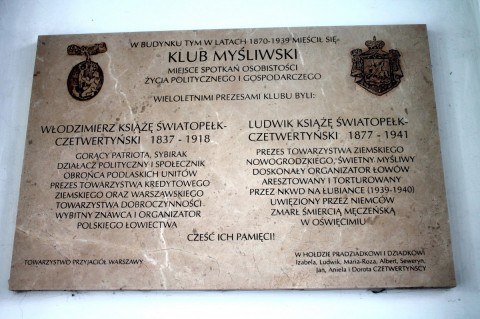 W BUDYNKU TYM W LATACH 1870-1939 MIEŚCIŁ SIĘ
KLUB MYŚLIWSKI
MIEJSCE SPOTKAŃ OSOBISTOŚCI
ŻYCIA POLITYCZNEGO I GOSPODARCZEGO
WIELOLETNIMI PREZESAMI KLUBU BYLI:
WŁODZIMIERZ KSIĄŻĘ ŚWIATOPEŁK-
CZETWERTYŃSKI 1837 - 1918
GORĄCY PATRIOTA, SYBIRAK
DZIAŁACZ POLITYCZNY I SPOŁECZNIK
OBROŃCA PODLASKICH UNITÓW
PREZES TOWARZYSTWA KREDYTOWEGO
ZIEMSKIEGO ORAZ WARSZAWSKIEGO
TOWARZYSTWA DOBROCZYNNOŚCI
WYBITNY ZNAWCA I ORGANIZATOR
POLSKIEGO ŁOWIECTWA
LUDWIK KSIĄŻĘ ŚWIATOPEŁK-
CZETWERTYŃSKI 1877 - 1941
PREZES TOWARZYSTWA ZIEMSKIEGO
NOWOGRODZKIEGO, ŚWIETNY MYŚLIWY
DOSKONAŁY ORGANIZATOR ŁOWÓW
ARESZTOWANY I TORTUROWANY
PRZEZ NKWD NA ŁUBIANCE (1939-1940)
UWIĘZIONY PRZEZ NIEMCÓW
ZMARŁ ŚMIERCIĄ MĘCZEŃSKĄ
W OŚWIĘCIMIU
CZEŚĆ ICH PAMIĘCI!
TOWARZYSTWO PRZYJACIÓŁ WARSZAWY
W HOŁDZIE PRADZIADKOWI I DZIADKOWI
Izabela, Ludwik, Maria-Roza, Albert, Seweryn,
Jan, Aniela i Dorota CZETWERTYŃSCY